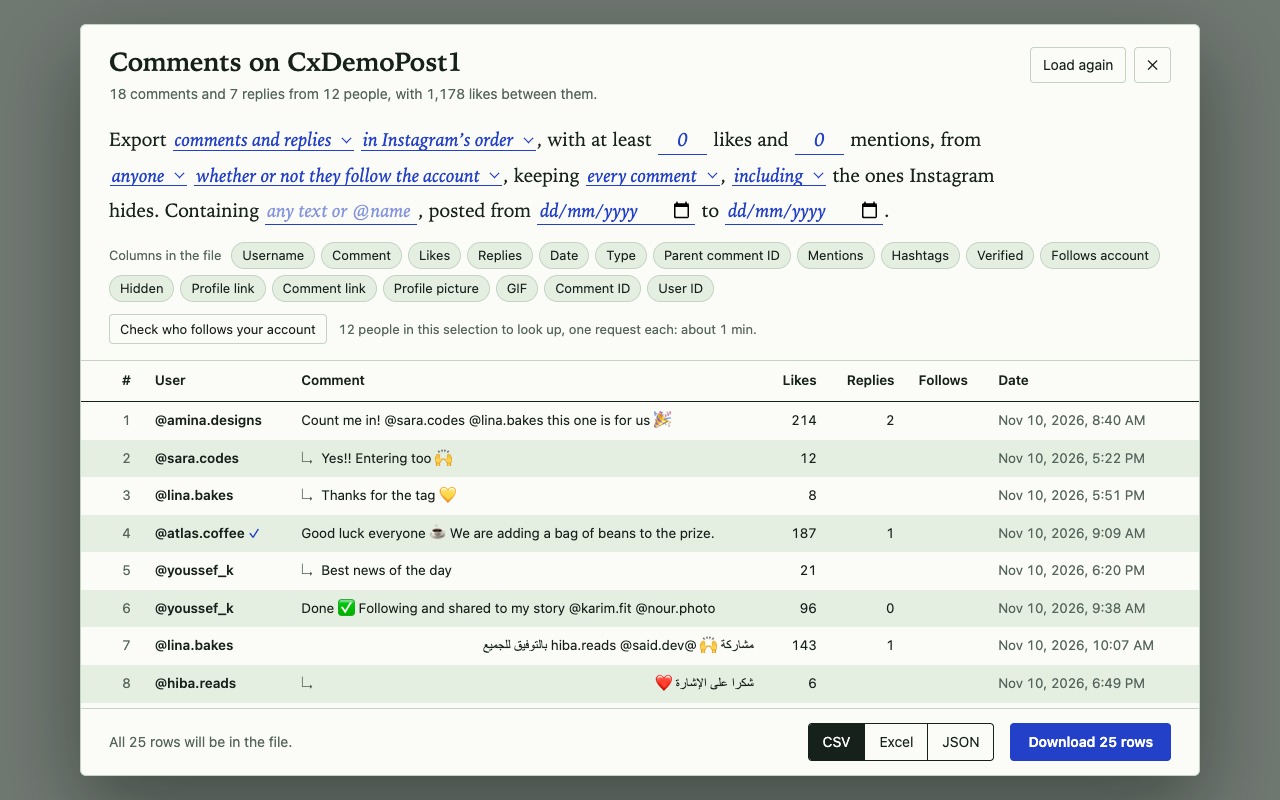 Comments on CxDemoPost1
Load again
18 comments and 7 replies from 12 people, with 1,178 likes between them.
Export comments and replies in Instagram's order, with at least 0 likes and 0 mentions, from
anyone whether or not they follow the account, keeping every comment, including the ones Instagram
hides. Containing any text or @name, posted from dd/mm/yyyy to dd/mm/yyyy.
Columns in the file Username Comment Likes Replies Date Type Parent comment ID Mentions Hashtags Verified Follows account
Hidden Profile link Comment link Profile picture GIF Comment ID User ID
Check who follows your account 12 people in this selection to look up, one request each: about 1 min.
# User Comment Likes Replies Follows Date
1 @amina.designs Count me in! @sara.codes @lina.bakes this one is for us 🎉 214 2 Nov 10, 2026, 8:40 AM
2 @sara.codes Yes!! Entering too 🙌 12 Nov 10, 2026, 5:22 PM
3 @lina.bakes Thanks for the tag 💛 8 Nov 10, 2026, 5:51 PM
4 @atlas.coffee ✓ Good luck everyone ☕ We are adding a bag of beans to the prize. 187 1 Nov 10, 2026, 9:09 AM
5 @youssef_k Best news of the day 21 Nov 10, 2026, 6:20 PM
6 @youssef_k Done ✅ Following and shared to my story @karim.fit @nour.photo 96 0 Nov 10, 2026, 9:38 AM
7 @lina.bakes مشاركة 🙌 @hiba.reads @said.dev بالتوفيق للجميع 143 1 Nov 10, 2026, 10:07 AM
8 @hiba.reads شكرا على الإشارة ❤️ 6 Nov 10, 2026, 6:49 PM
All 25 rows will be in the file. CSV Excel JSON Download 25 rows